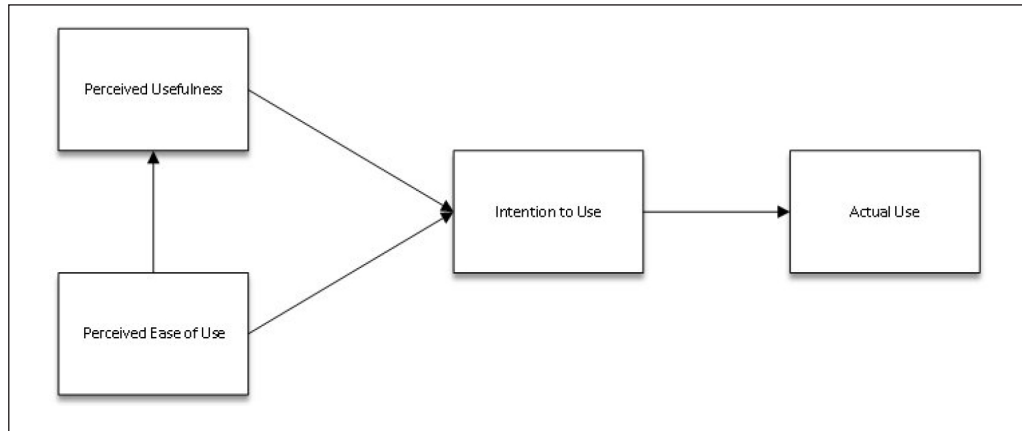 Perceived Usefulness
Intention to Use
Actual Use
Perceived Ease of Use